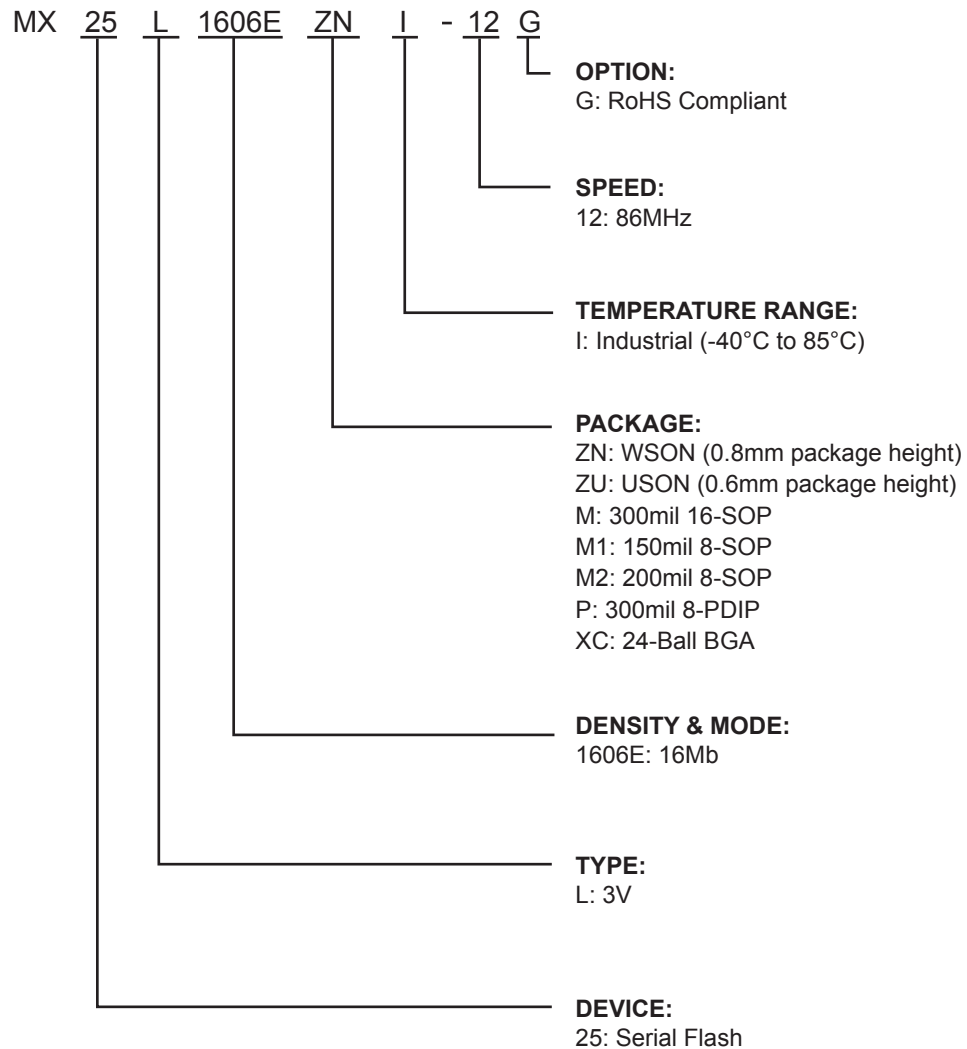 MX 25 L 1606E ZN I - 12 G
OPTION:
G: RoHS Compliant
SPEED:
12: 86MHz
TEMPERATURE RANGE:
I: Industrial (-40°C to 85°C)
PACKAGE:
ZN: WSON (0.8mm package height)
ZU: USON (0.6mm package height)
M: 300mil 16-SOP
M1: 150mil 8-SOP
M2: 200mil 8-SOP
P: 300mil 8-PDIP
XC: 24-Ball BGA
DENSITY & MODE:
1606E: 16Mb
TYPE:
L: 3V
DEVICE:
25: Serial Flash